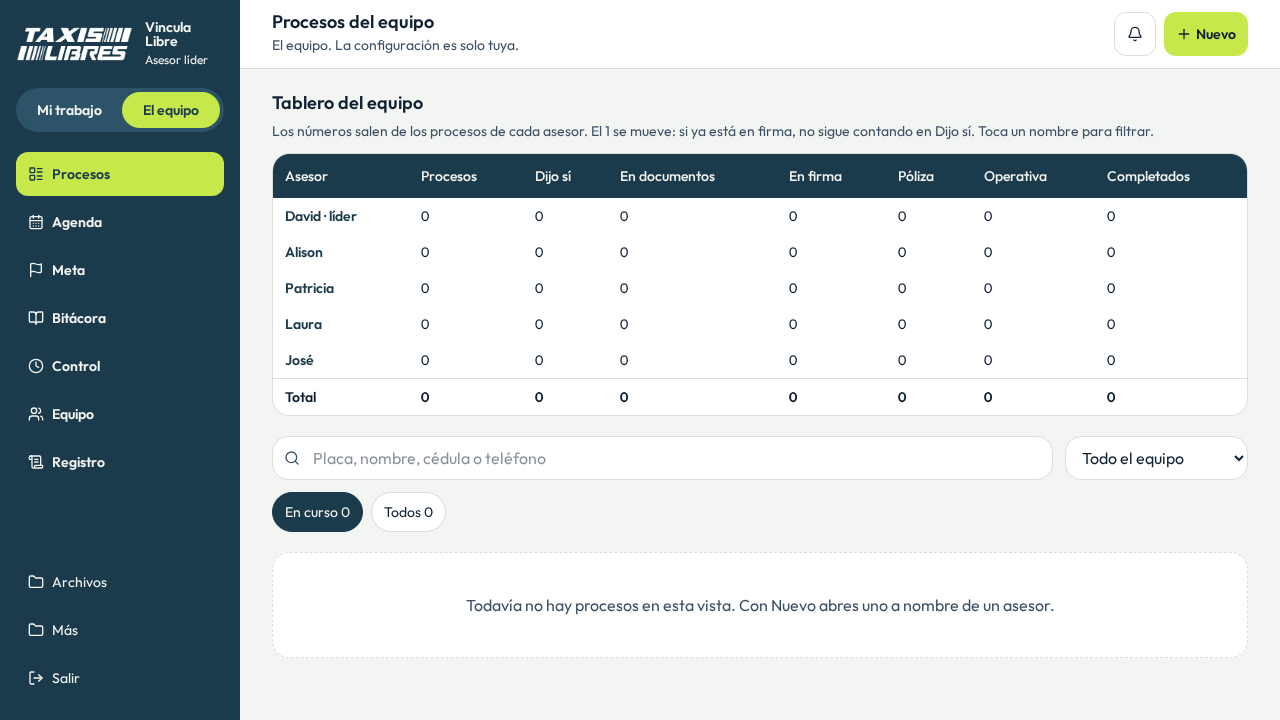 TAXIS
LIBRES
Vincula
Libre
Asesor líder
Mi trabajo
El equipo
Procesos
Agenda
Meta
Bitácora
Control
Equipo
Registro
Archivos
Más
Salir
Procesos del equipo
El equipo. La configuración es solo tuya.
Nuevo
Tablero del equipo
Los números salen de los procesos de cada asesor. El 1 se mueve: si ya está en firma, no sigue contando en Dijo sí. Toca un nombre para filtrar.
Asesor Procesos Dijo sí En documentos En firma Póliza Operativa Completados
David · líder 0 0 0 0 0 0 0
Alison 0 0 0 0 0 0 0
Patricia 0 0 0 0 0 0 0
Laura 0 0 0 0 0 0 0
José 0 0 0 0 0 0 0
Total 0 0 0 0 0 0 0
Placa, nombre, cédula o teléfono
Todo el equipo
En curso 0
Todos 0
Todavía no hay procesos en esta vista. Con Nuevo abres uno a nombre de un asesor.